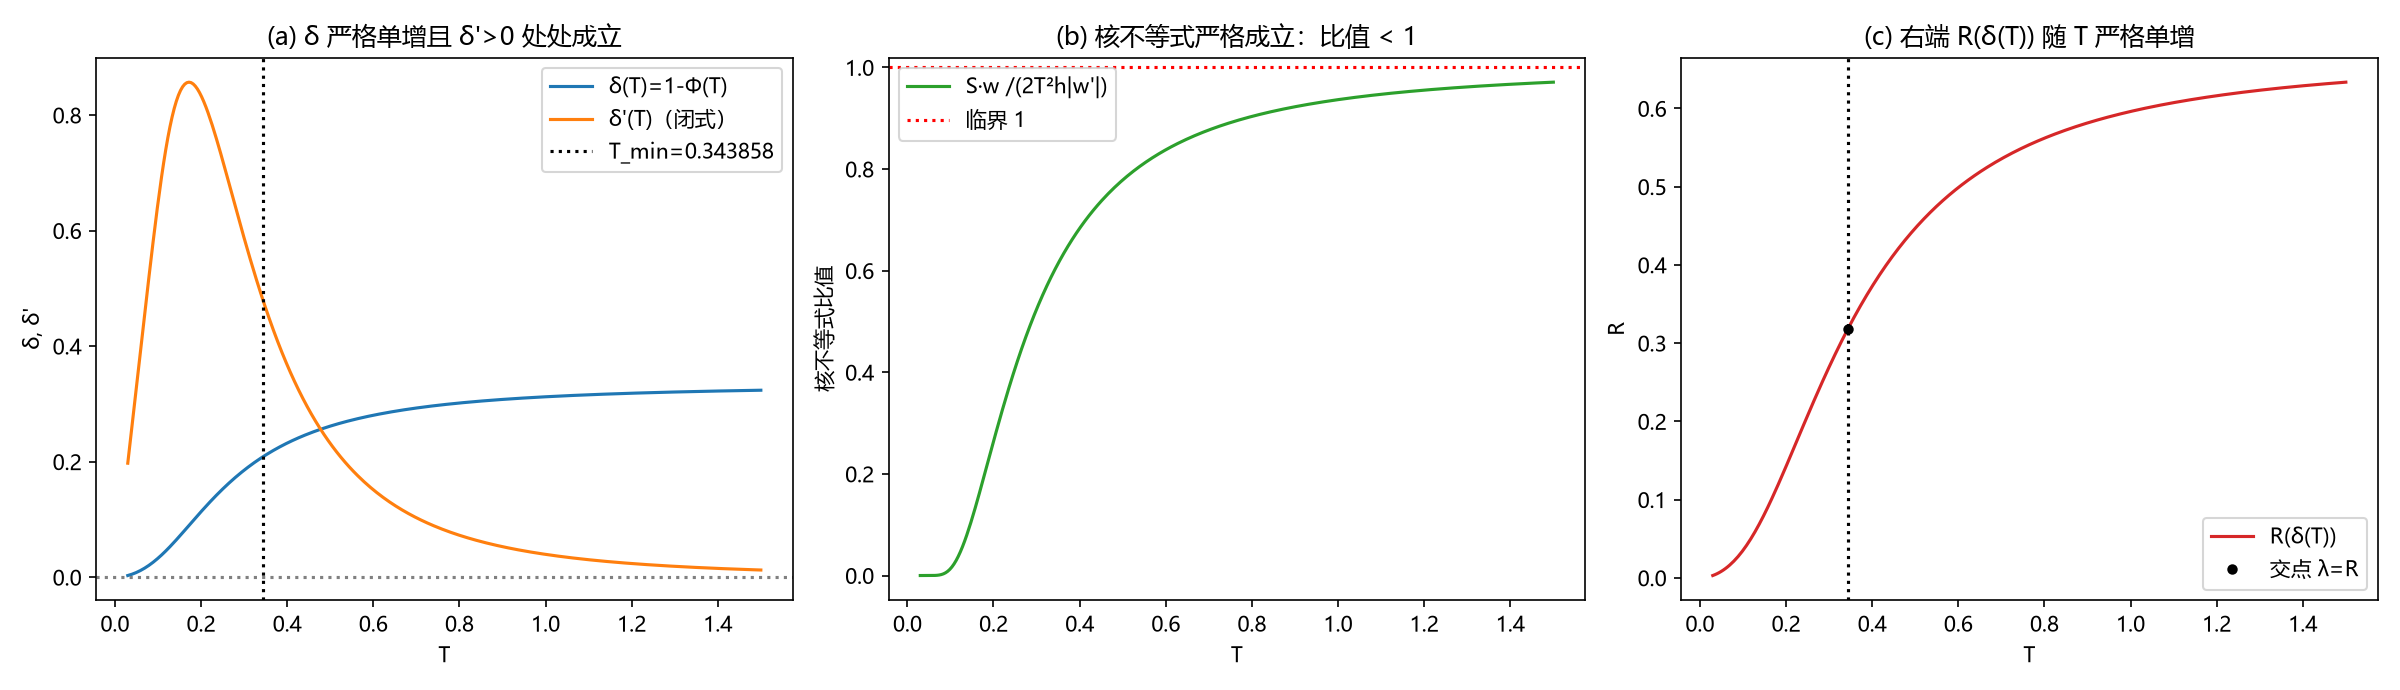 (a) δ 严格单增且 δ'>0 处处成立
δ(T)=1-Φ(T)
δ'(T)（闭式）
T_min=0.343858
δ, δ'
0.8
0.6
0.4
0.2
0.0
0.0 0.2 0.4 0.6 0.8 1.0 1.2 1.4
T
(b) 核不等式严格成立：比值 < 1
S·w /(2T²h|w'|)
临界 1
核不等式比值
1.0
0.8
0.6
0.4
0.2
0.0
0.0 0.2 0.4 0.6 0.8 1.0 1.2 1.4
T
(c) 右端 R(δ(T)) 随 T 严格单增
R
0.6
0.5
0.4
0.3
0.2
0.1
0.0
R(δ(T))
交点 λ=R
0.0 0.2 0.4 0.6 0.8 1.0 1.2 1.4
T